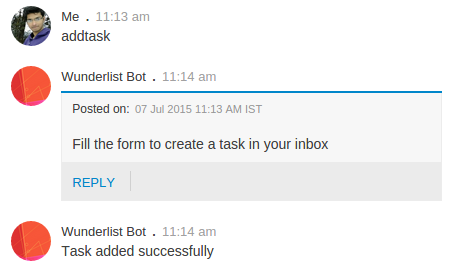 Me . 11:13 am
addtask
Wunderlist Bot . 11:14 am
Posted on: 07 Jul 2015 11:13 AM IST
Fill the form to create a task in your inbox
REPLY
Wunderlist Bot . 11:14 am
Task added successfully